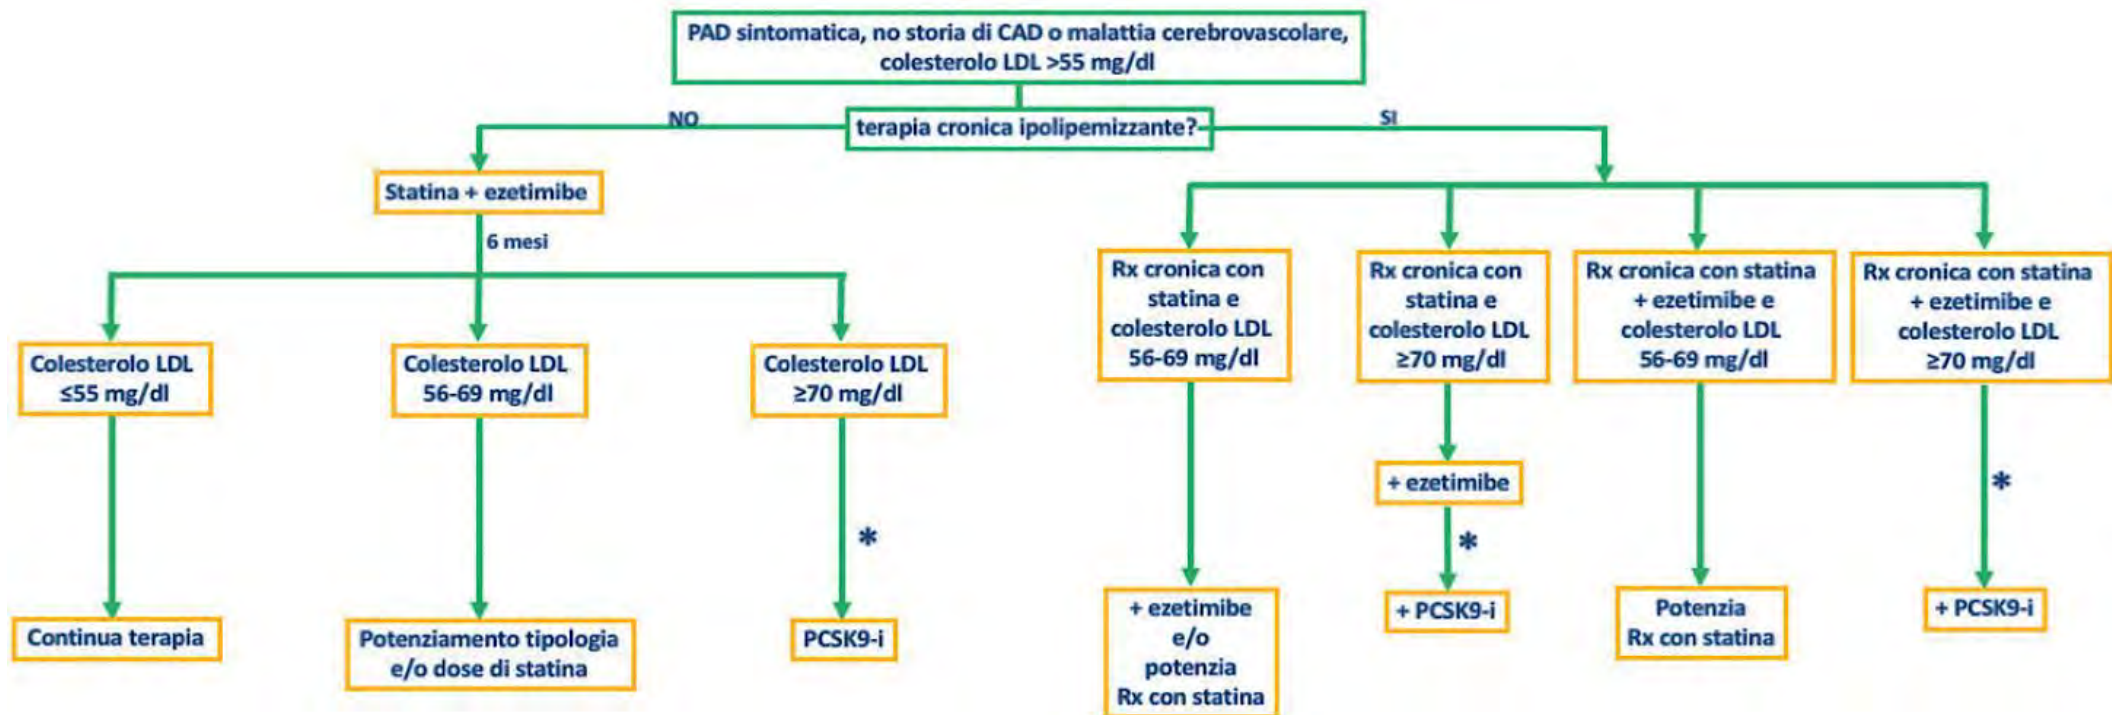 PAD sintomatica, no storia di CAD o malattia cerebrovascolare,
colesterolo LDL >55 mg/dl
NO
terapia cronica ipolipemizzante?
SI
Statina + ezetimibe
6 mesi
Colesterolo LDL
≤55 mg/dl
Colesterolo LDL
56-69 mg/dl
Colesterolo LDL
≥70 mg/dl
*
Continua terapia
Potenziamento tipologia
e/o dose di statina
PCSK9-i
Rx cronica con
statina e
colesterolo LDL
56-69 mg/dl
Rx cronica con
statina e
colesterolo LDL
≥70 mg/dl
Rx cronica con statina
+ ezetimibe e
colesterolo LDL
56-69 mg/dl
Rx cronica con statina
+ ezetimibe e
colesterolo LDL
≥70 mg/dl
+ ezetimibe
e/o
potenzia
Rx con statina
+ ezetimibe
*
+ PCSK9-i
Potenzia
Rx con statina
*
+ PCSK9-i